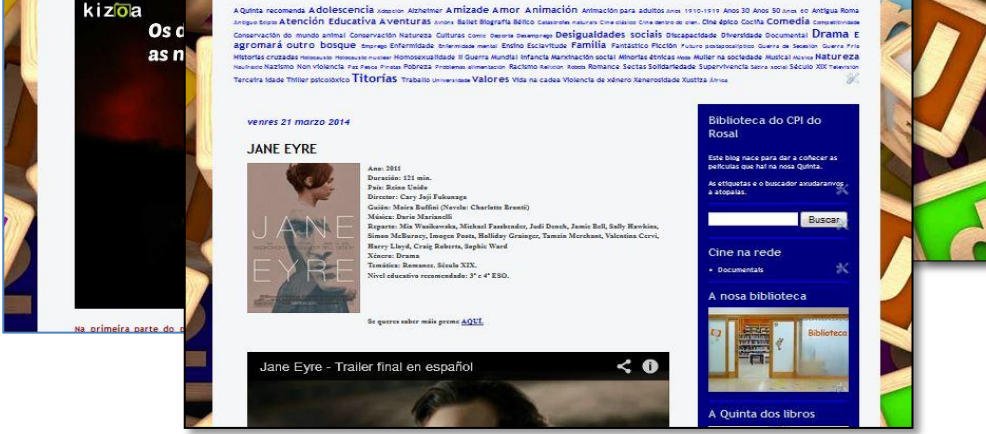 kizoa
Os d
as n
Na primeira parte do p
A Quinta recomenda Adolescencia Adopción Alzheimer Amizade Amor Animación Animación para adultos Anos 1910-1919 Anos 30 Anos 50 Anos 60 Antigua Roma
Antiguo Egipto Atención Educativa Aventuras Avións Ballet Biografía Bélico Catástrofes naturais Cine clásico Cine dentro do cine. Cine épico Cociña Comedia Competitividade
Conservación do mundo animal Conservación Natureza Culturas Comic Deporte Desemprego Desigualdades sociais Discapacidade Diversidade Documental Drama E
agromará outro bosque Emprego Enfermidade Enfermidade mental Ensino Esclavitude Familia Fantástico Ficción Futuro postapocalíptico Guerra de Secesión Guerra Fría
Historias cruzadas Holocausto Holocausto nuclear Homosexualidade II Guerra Mundial Infancia Marxinación social Minorías étnicas Moda Muller na sociedade Musical Música Natureza
Naufraxio Nazismo Non violencia Paz Pesca Piratas Pobreza Problemas alimentación Racismo Relixión Robots Romance Sectas Solidariedade Supervivencia Sátira social Século XIX Televisión
Terceira Idade Thiller psicolóxico Titorías Traballo Universidade Valores Vida na cadea Violencia de xénero Xenerosidade Xustiza África
venres 21 marzo 2014
JANE EYRE
JANE
EYRE
Ano: 2011
Duración: 121 min.
País: Reino Unido
Director: Cary Joji Fukunaga
Guión: Moira Buffini (Novela: Charlotte Brontë)
Música: Dario Marianelli
Reparto: Mia Wasikowska, Michael Fassbender, Judi Dench, Jamie Bell, Sally Hawkins,
Simon McBurney, Imogen Poots, Holliday Grainger, Tamzin Merchant, Valentina Cervi,
Harry Lloyd, Craig Roberts, Sophie Ward
Xénero: Drama
Temática: Romance. Século XIX.
Nivel educativo recomendado: 3º e 4º ESO.
Se queres saber máis preme AQUÍ.
Jane Eyre - Trailer final en español
Biblioteca do CPI do
Rosal
Este blog nace para dar a coñecer as
películas que hai na nosa Quinta.
As etiquetas e o buscador axudaranvos
a atopalas.
Buscar
Cine na rede
Documentais
A nosa biblioteca
Biblioteca
A Quinta dos libros